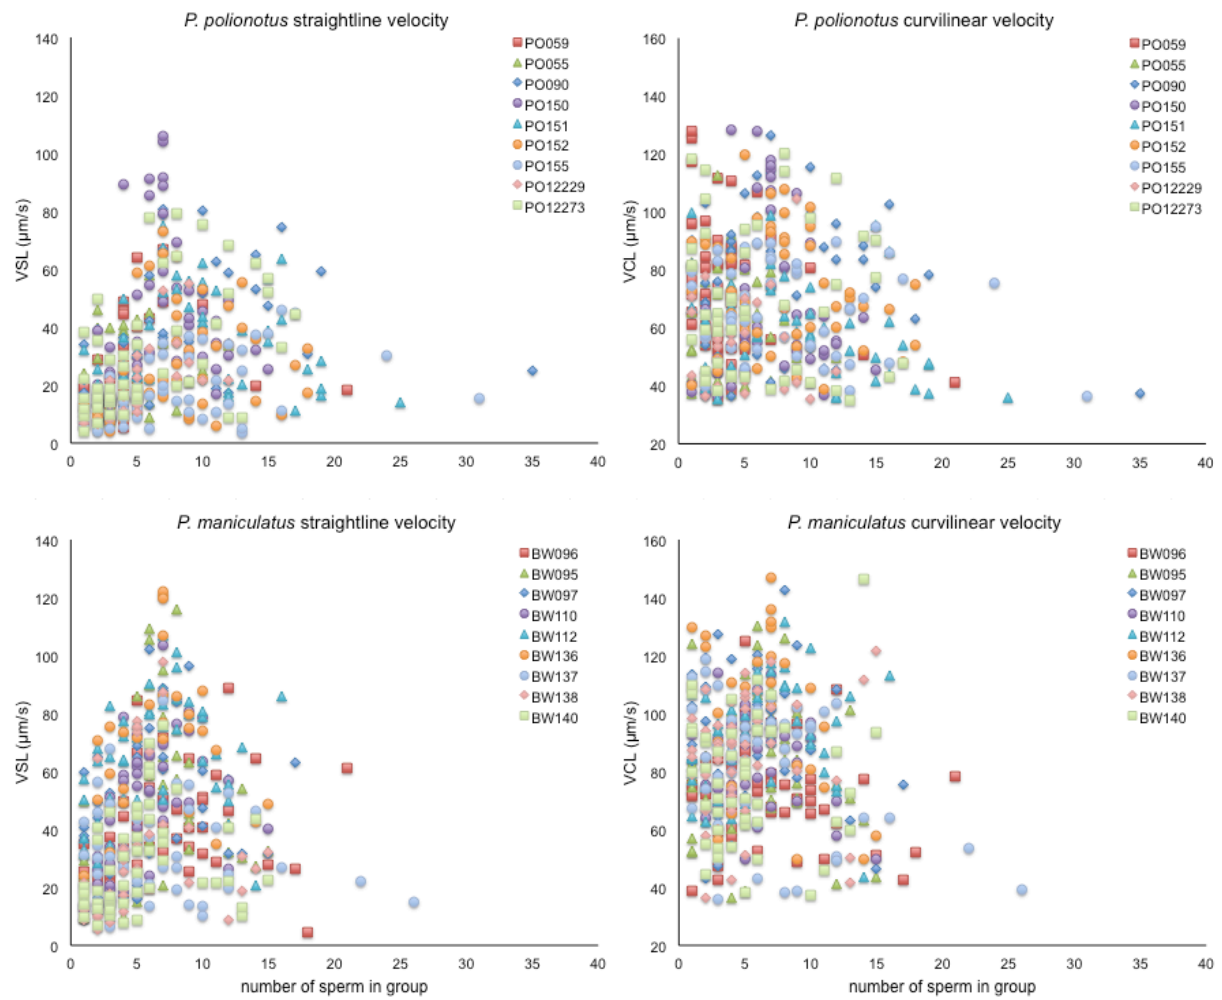 P. polionotus straightline velocity
140
120
100
80
60
40
20
0
VSL (µm/s)
0 5 10 15 20 25 30 35 40
PO059
PO055
PO090
PO150
PO151
PO152
PO155
PO12229
PO12273
P. polionotus curvilinear velocity
160
140
120
100
80
60
40
20
VCL (µm/s)
0 5 10 15 20 25 30 35 40
PO059
PO055
PO090
PO150
PO151
PO152
PO155
PO12229
PO12273
P. maniculatus straightline velocity
140
120
100
80
60
40
20
0
VSL (µm/s)
0 5 10 15 20 25 30 35 40
number of sperm in group
BW096
BW095
BW097
BW110
BW112
BW136
BW137
BW138
BW140
P. maniculatus curvilinear velocity
160
140
120
100
80
60
40
20
VCL (µm/s)
0 5 10 15 20 25 30 35 40
number of sperm in group
BW096
BW095
BW097
BW110
BW112
BW136
BW137
BW138
BW140